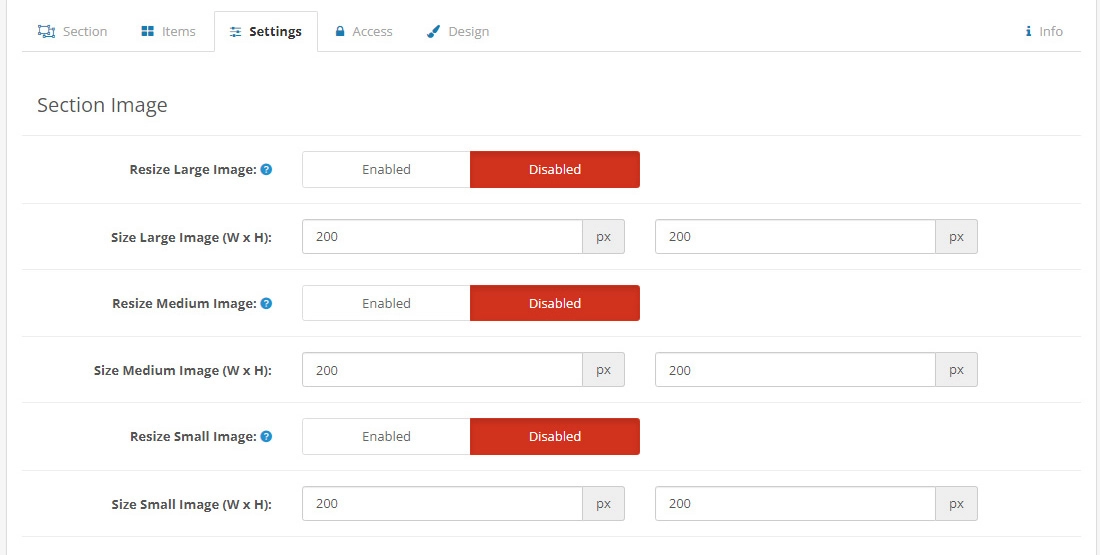 Section Items Settings Access Design Info
Section Image
Resize Large Image: ? Enabled Disabled
Size Large Image (W x H): 200 px 200 px
Resize Medium Image: ? Enabled Disabled
Size Medium Image (W x H): 200 px 200 px
Resize Small Image: ? Enabled Disabled
Size Small Image (W x H): 200 px 200 px